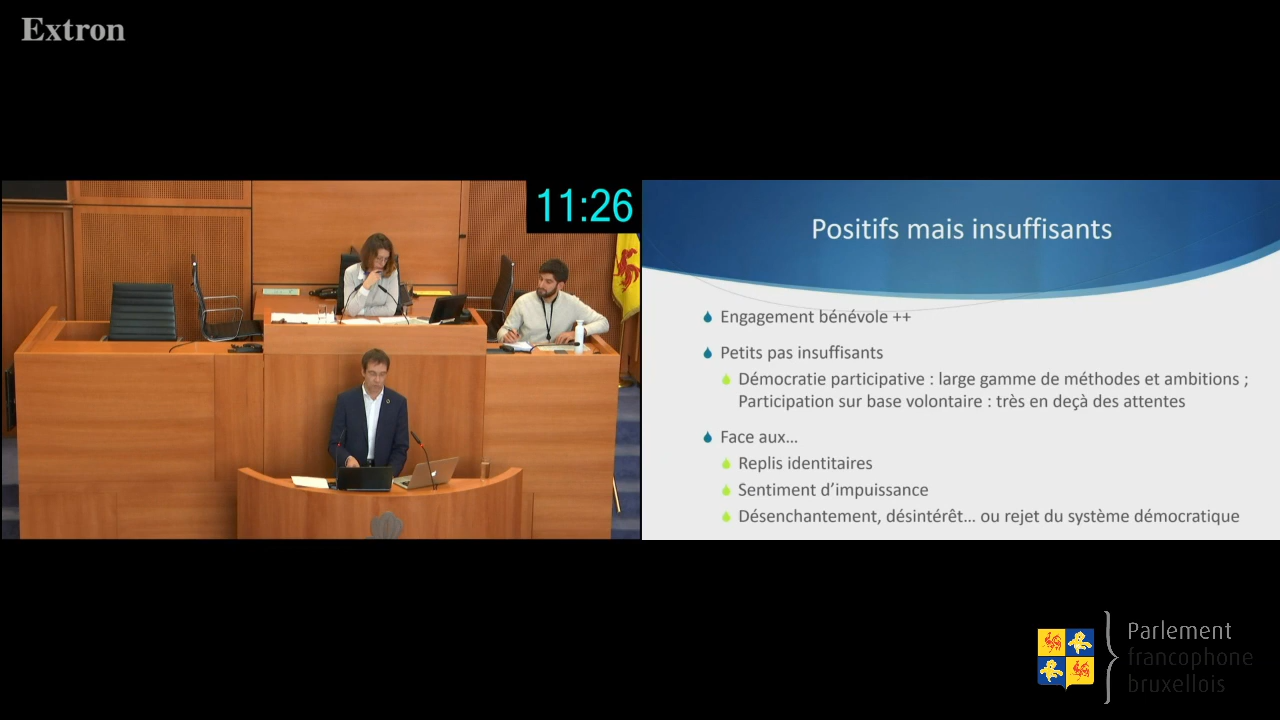 Extron
11:26
Positifs mais insuffisants
Engagement bénévole ++
Petits pas insuffisants
Démocratie participative : large gamme de méthodes et ambitions ;
Participation sur base volontaire : très en deçà des attentes
Face aux...
Replis identitaires
Sentiment d'impuissance
Désenchantement, désintérêt... ou rejet du système démocratique
Parlement
francophone
bruxellois